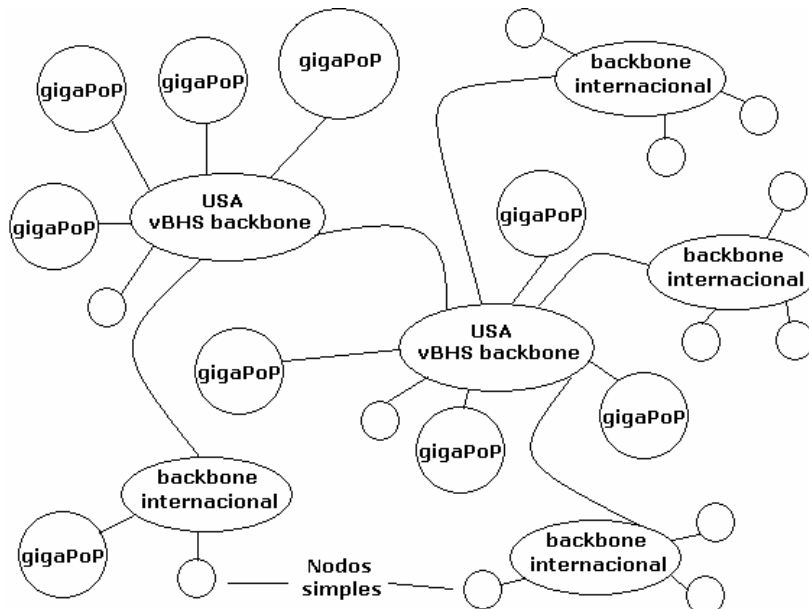 gigaPoP
gigaPoP
gigaPoP
backbone
internacional
gigaPoP
USA
vBHS backbone
gigaPoP
backbone
internacional
gigaPoP
USA
vBHS backbone
gigaPoP
gigaPoP
backbone
internacional
gigaPoP
Nodos
simples
backbone
internacional